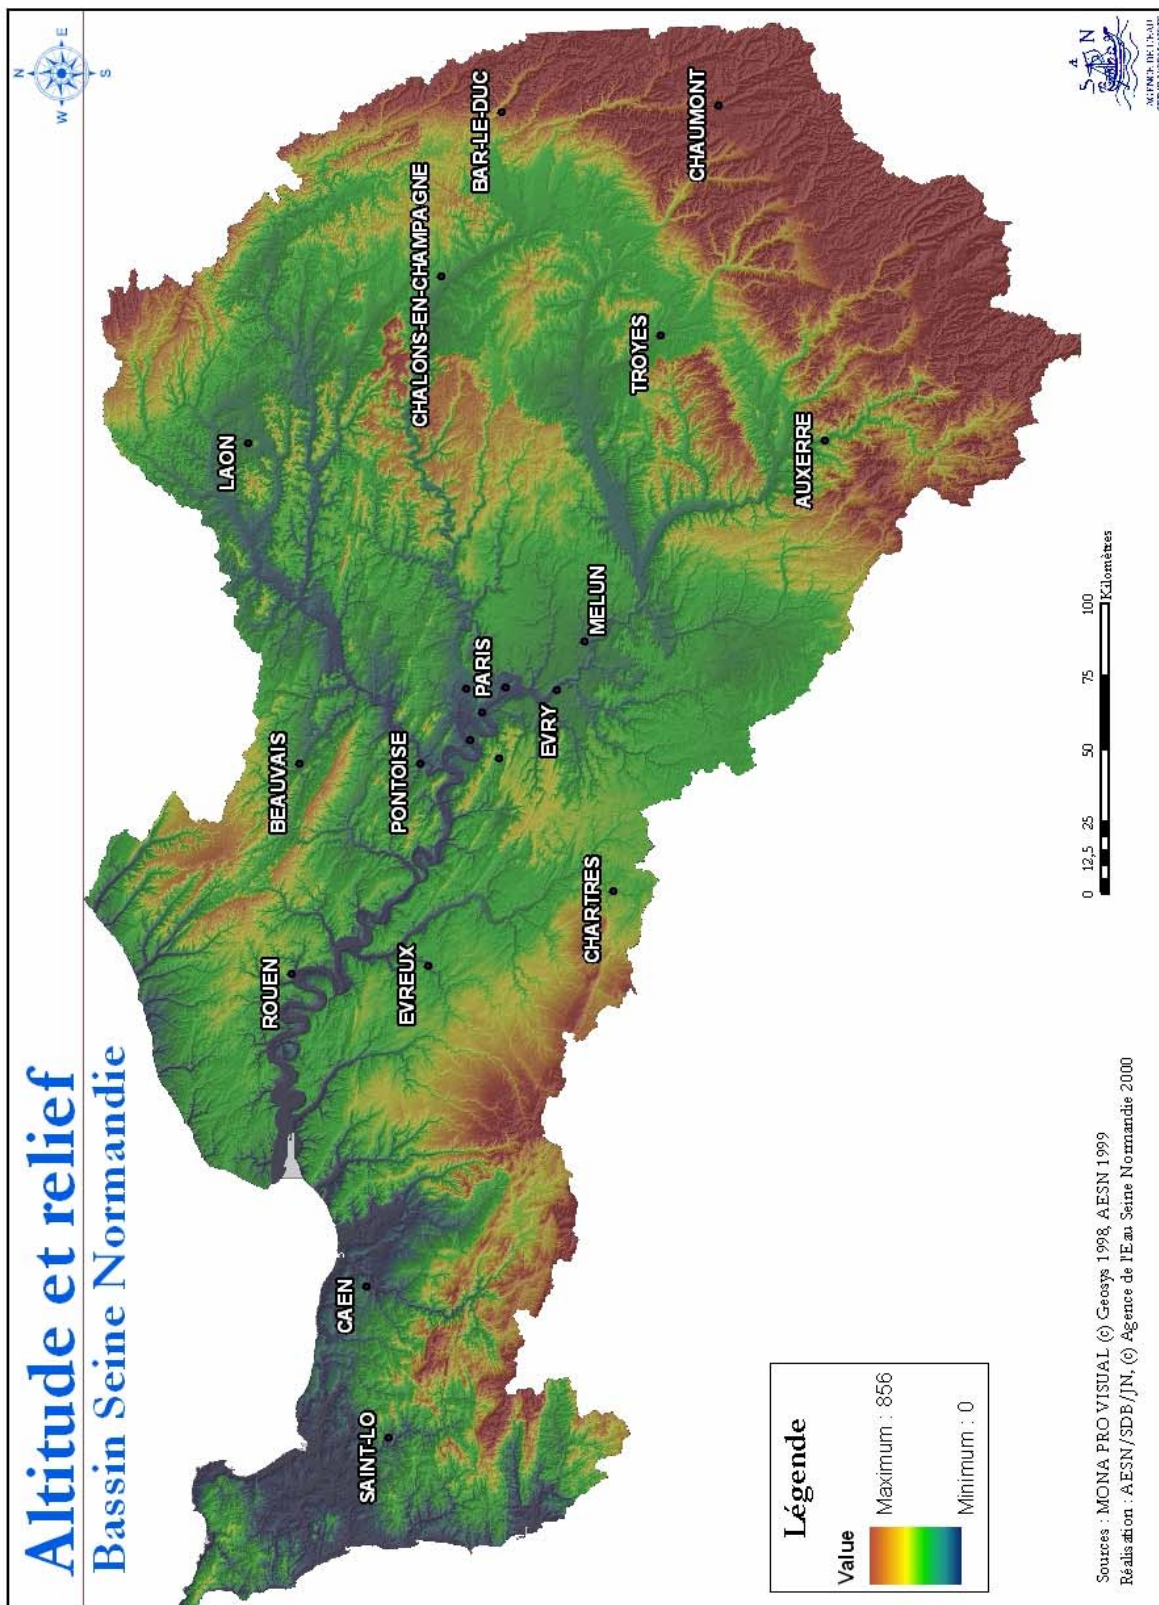 Altitude et relief
Bassin Seine Normandie
N
W
E
S
SAINT-LO
CAEN
ROUEN
EVREUX
BEAUVAIS
PONTOISE
PARIS
EVRY
MELUN
CHARTRES
LAON
CHALONS-EN-CHAMPAGNE
BAR-LE-DUC
TROYES
AUXERRE
CHAUMONT
Légende
Value
Maximum : 856
Minimum : 0
0 12,5 25 50 75 100
Kilomètres
Sources : MONA PRO VISUAL (c) Geosys 1998, AESN 1999
Réalisation : AESN/SDB/JN, (c) Agence de l'Eau Seine Normandie 2000
S A N
AGENCE DE L'EAU